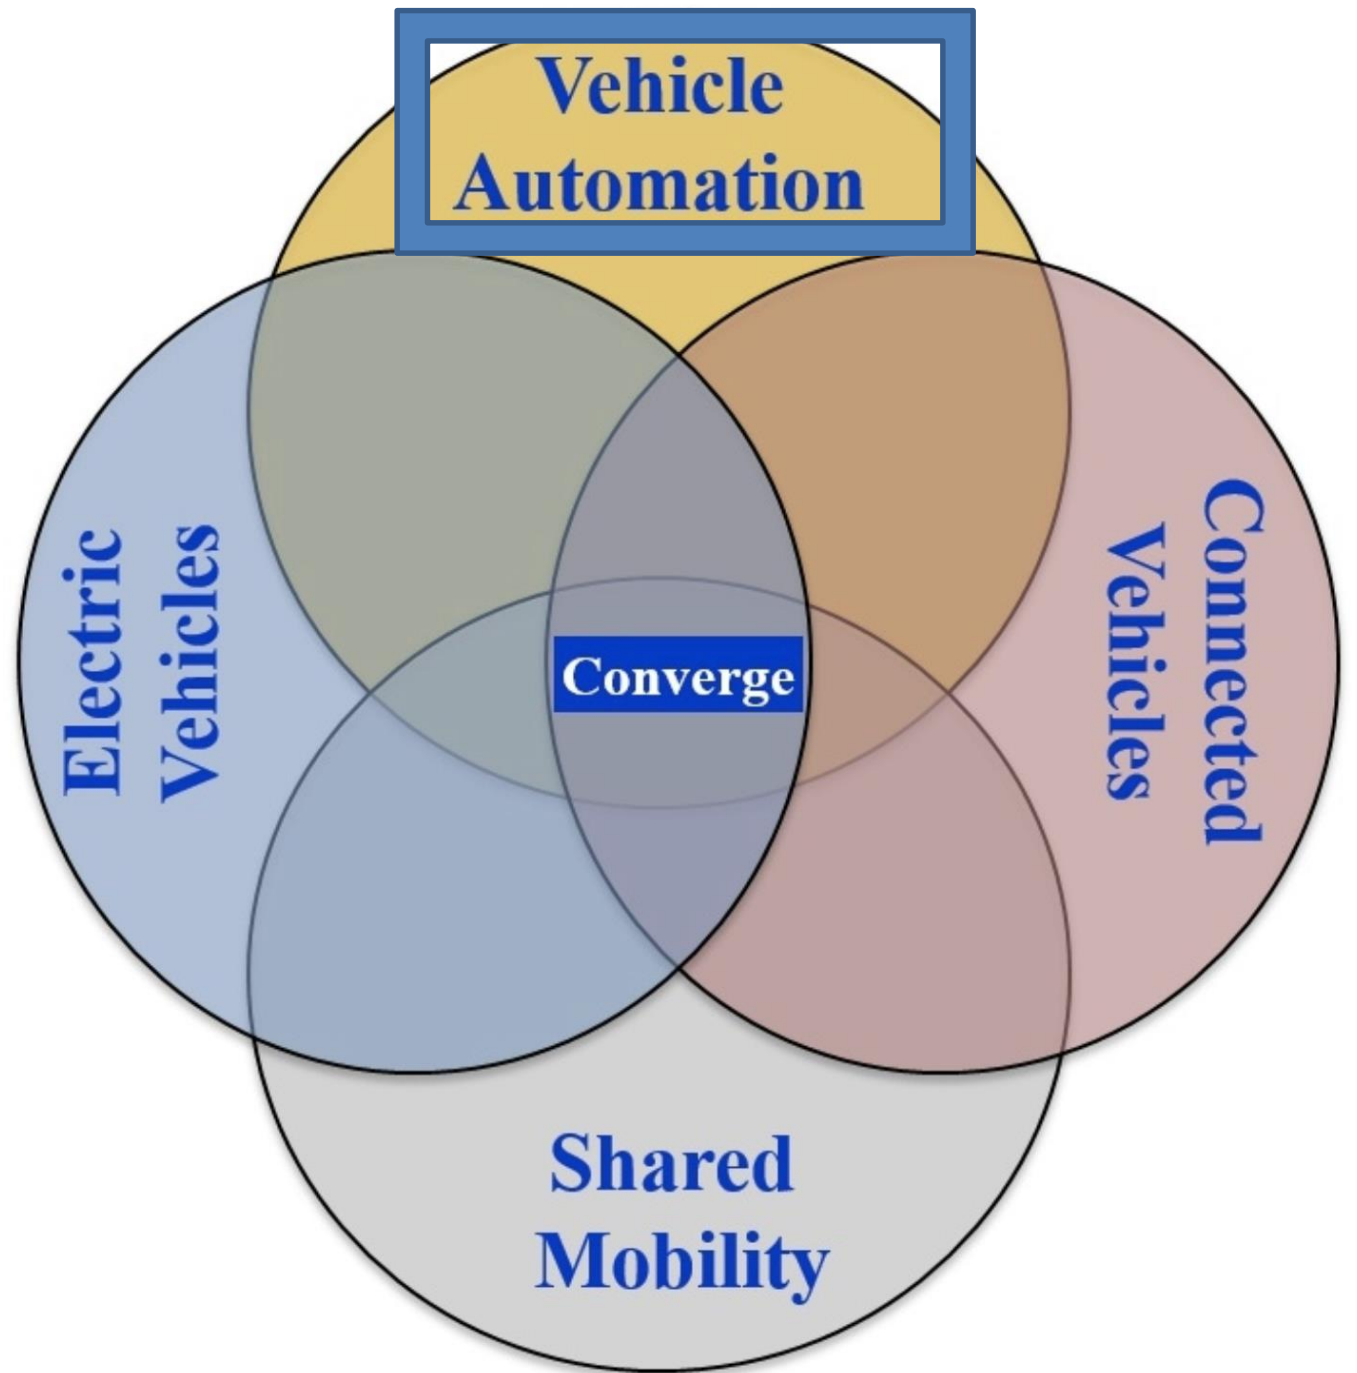 Vehicle
Automation
Electric
Vehicles
Converge
Connected
Vehicles
Shared
Mobility